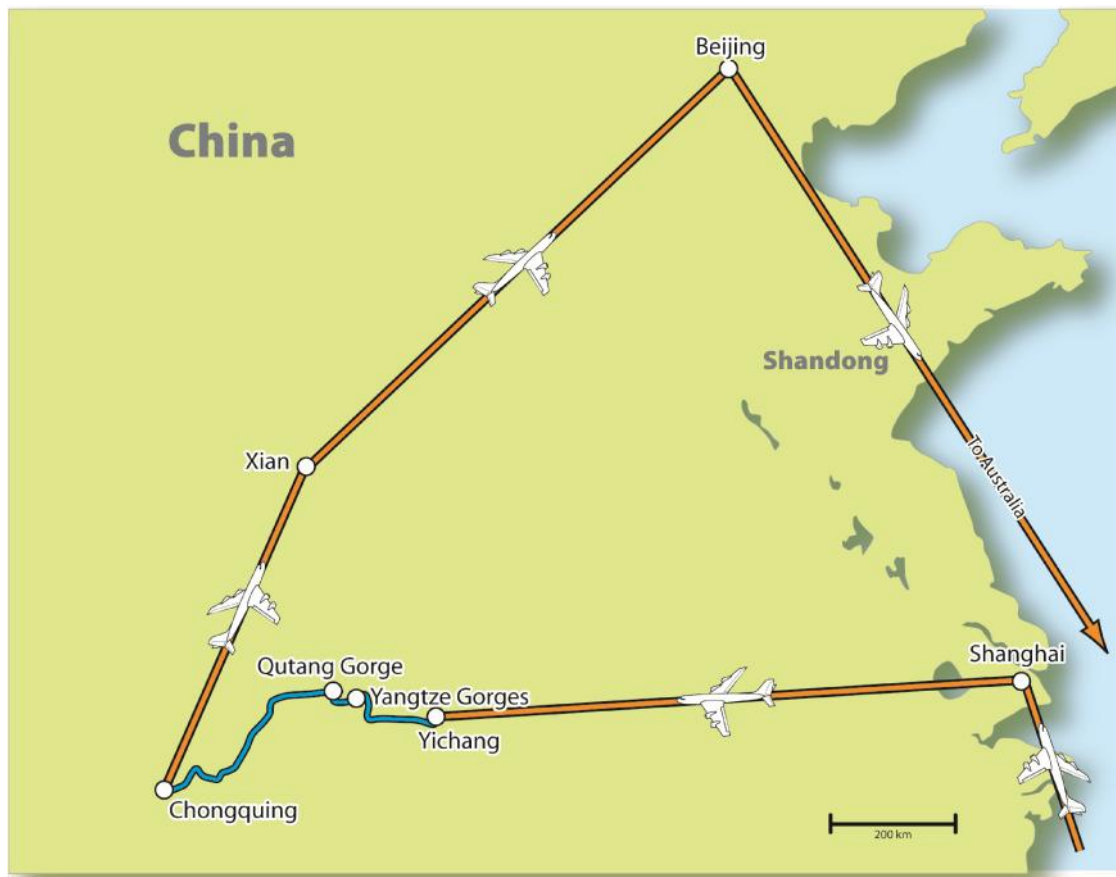 Beijing
China
Shandong
To Australia
Xian
Shanghai
Qutang Gorge
Yangtze Gorges
Yichang
Chongquing
200 km